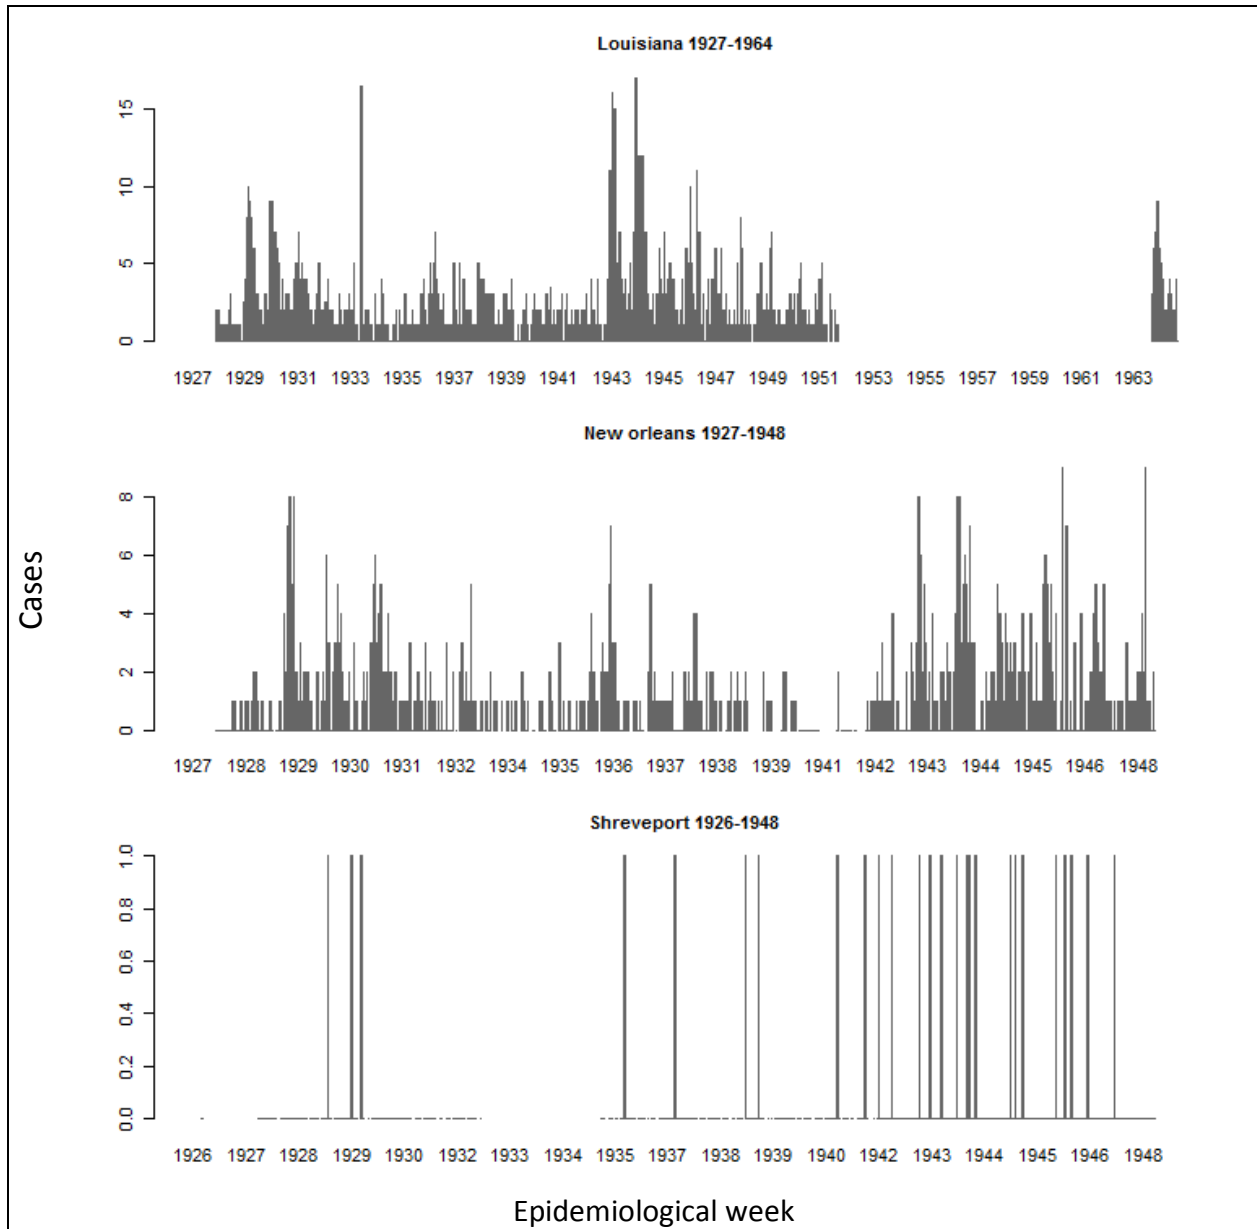 Louisiana 1927-1964
15
10
5
0
1927 1929 1931 1933 1935 1937 1939 1941 1943 1945 1947 1949 1951 1953 1955 1957 1959 1961 1963
New orleans 1927-1948
8
6
4
2
0
1927 1928 1929 1930 1931 1932 1934 1935 1936 1937 1938 1939 1941 1942 1943 1944 1945 1946 1948
Cases
Shreveport 1926-1948
1.0
0.8
0.6
0.4
0.2
0.0
1926 1927 1928 1929 1930 1932 1933 1934 1935 1937 1938 1939 1940 1942 1943 1944 1945 1946 1948
Epidemiological week